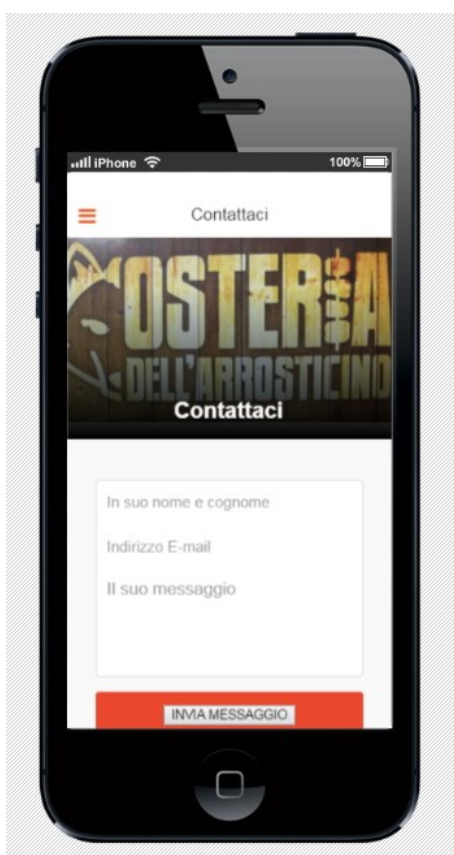 iPhone 100%
Contattaci
OSTERIA
DELL'ARROSTICINO
Contattaci
In suo nome e cognome
Indirizzo E-mail
Il suo messaggio
INVIA MESSAGGIO